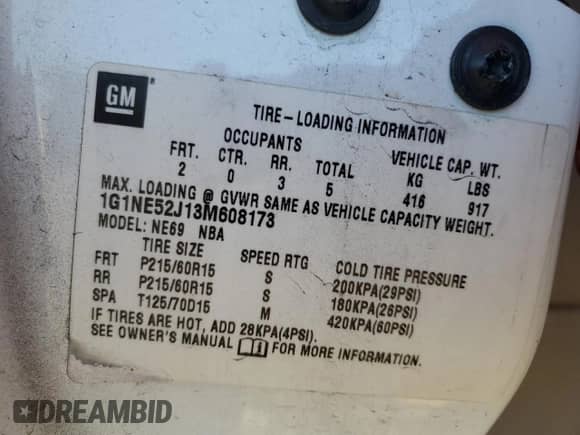 GM ®
TIRE-LOADING INFORMATION
OCCUPANTS VEHICLE CAP. WT.
FRT. CTR. RR. TOTAL KG LBS
2 0 3 5 416 917
MAX. LOADING @ GVWR SAME AS VEHICLE CAPACITY WEIGHT.
1G1NE52J13M608173
MODEL: NE69 NBA
TIRE SIZE SPEED RTG COLD TIRE PRESSURE
FRT P215/60R15 S 200KPA(29PSI)
RR P215/60R15 S 180KPA(26PSI)
SPA T125/70D15 M 420KPA(60PSI)
IF TIRES ARE HOT, ADD 28KPA(4PSI).
SEE OWNER'S MANUAL FOR MORE INFORMATION.
DREAMBID